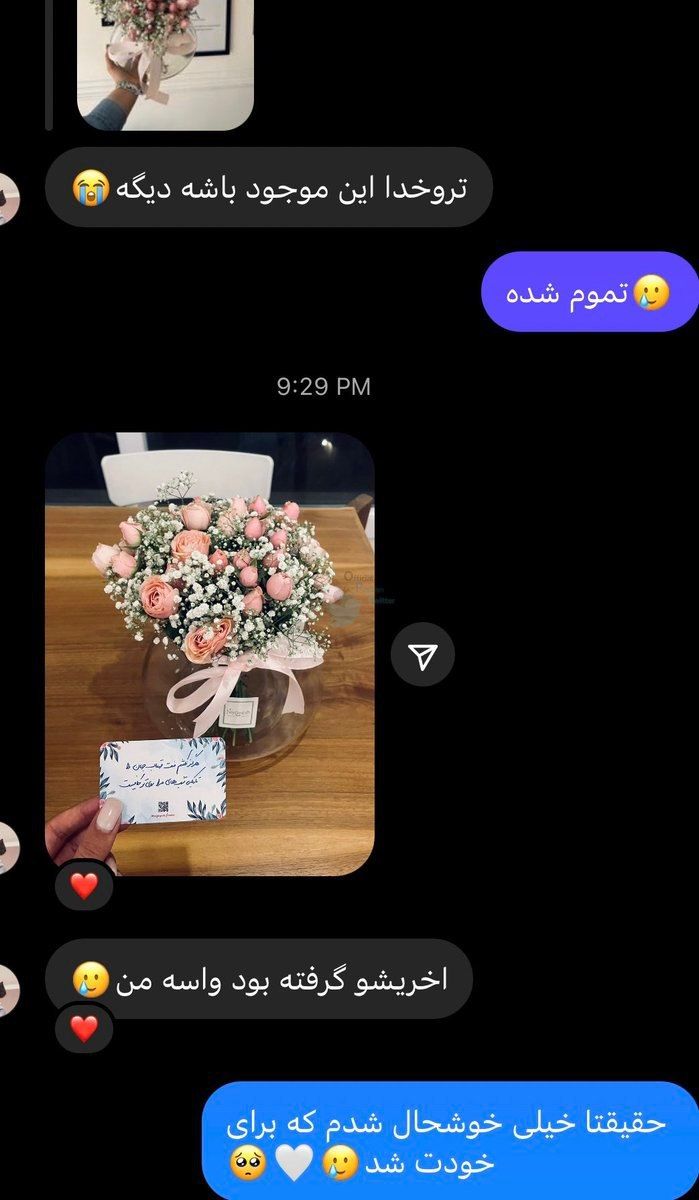 تروخدا این موجود باشه دیگه😭
🥲تموم شده
9:29 PM
Official
اخریشو گرفته بود واسه من🥲
حقیقتا خیلی خوشحال شدم که برای
خودت شد🥲🤍🥺